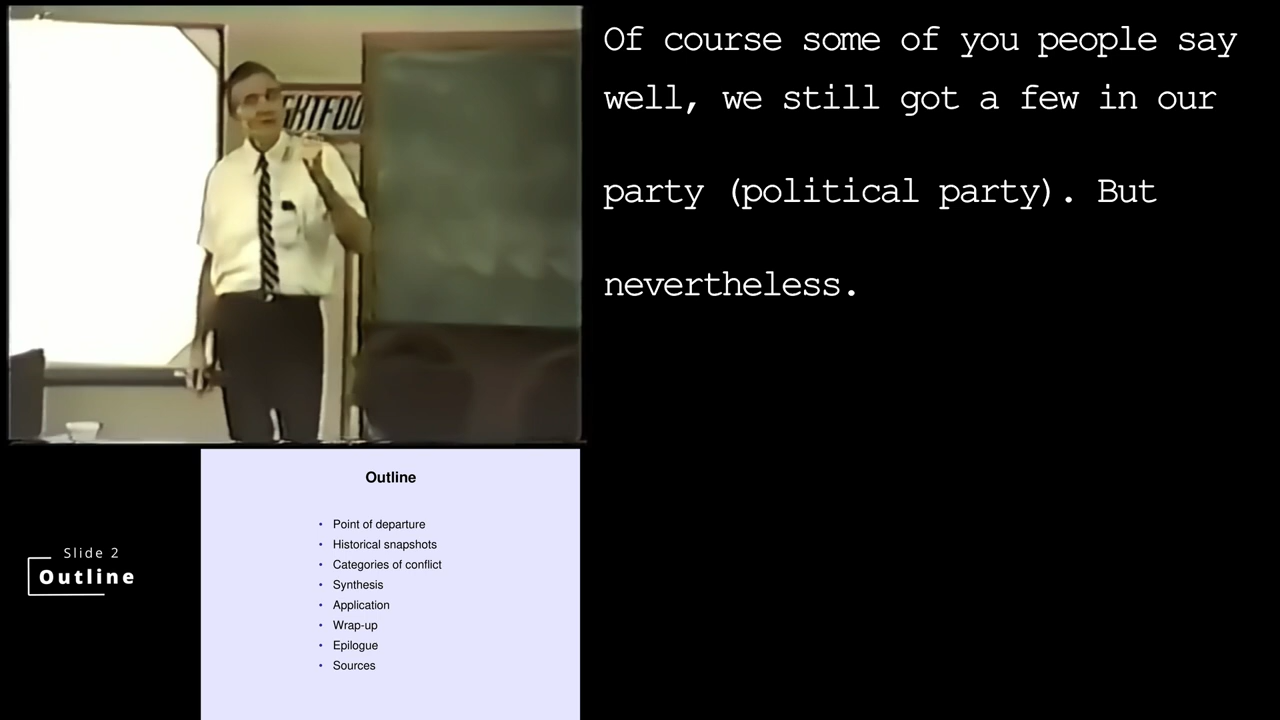 Of course some of you people say
well, we still got a few in our
party (political party). But
nevertheless.
Slide 2
Outline
Outline
• Point of departure
• Historical snapshots
• Categories of conflict
• Synthesis
• Application
• Wrap-up
• Epilogue
• Sources